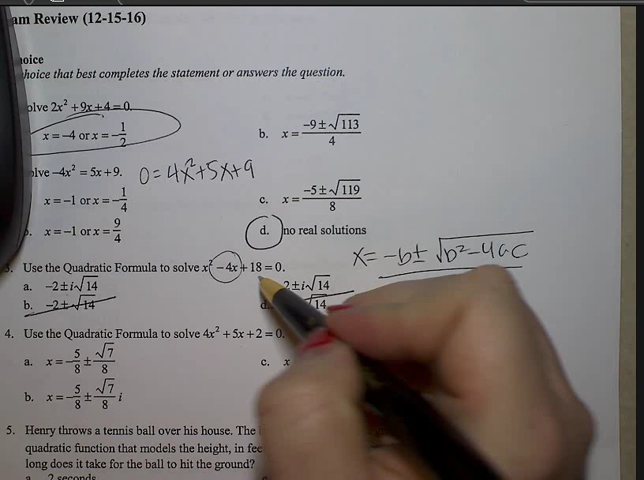 am Review (12-15-16)
oice
hoice that best completes the statement or answers the question.
olve 2x² + 9x + 4 = 0.
x = -4 or x = -1/2
b. x = (-9 ± √113)/4
olve -4x² = 5x + 9.
0 = 4x² + 5x + 9
x = -1 or x = -1/4
c. x = (-5 ± √119)/8
x = -1 or x = 9/4
d. no real solutions
x = -b ± √b² - 4ac
Use the Quadratic Formula to solve x² - 4x + 18 = 0.
a. -2 ± i√14
2 ± i√14
b. -2 ± √14
d. √14
4. Use the Quadratic Formula to solve 4x² + 5x + 2 = 0.
a. x = -5/8 ± √7/8
c. x
b. x = -5/8 ± √7/8 i
5. Henry throws a tennis ball over his house. The
quadratic function that models the height, in fee
long does it take for the ball to hit the ground?
a. 2 seconds